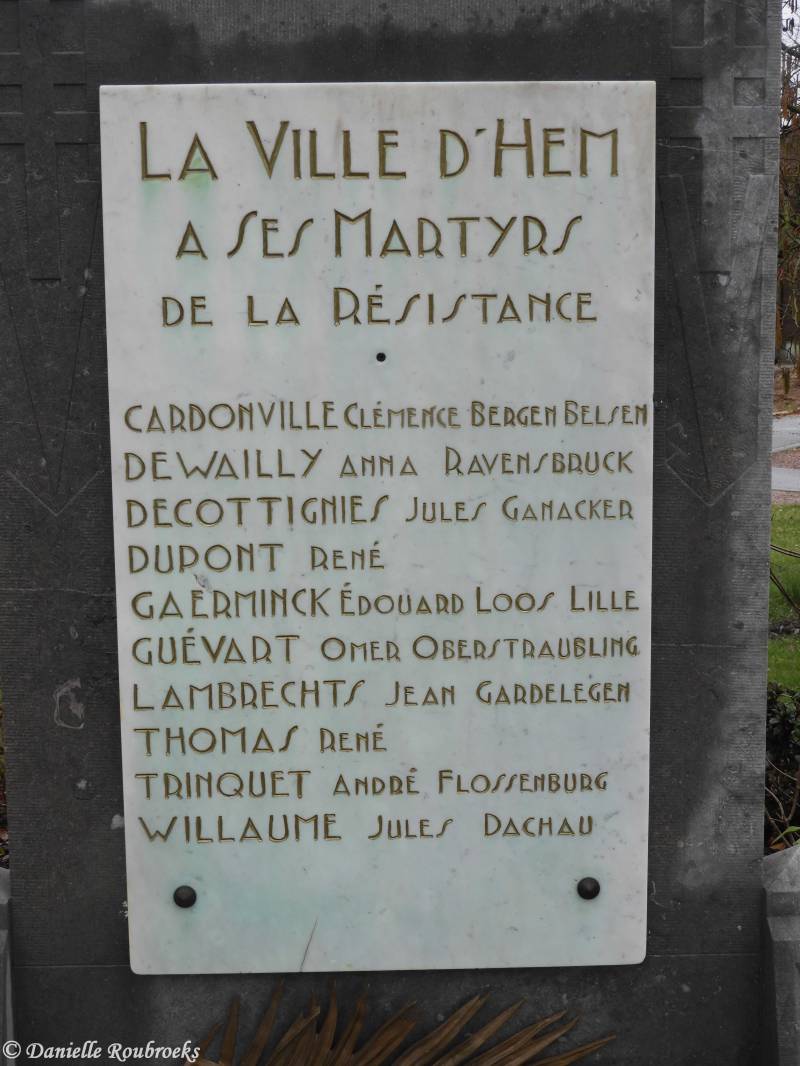 La Ville d'Hem
a Ses Martyrs
de la Résistance
CARDONVILLE Clémence Bergen Belsen
DEWAILLY Anna Ravensbruck
DECOTTIGNIES Jules Ganacker
DUPONT René
GAERMINCK Édouard Loos Lille
GUÉVART Omer Oberstraubling
LAMBRECHTS Jean Gardelegen
THOMAS René
TRINQUET André Flossenburg
WILLAUME Jules Dachau
© Danielle Roubroeks